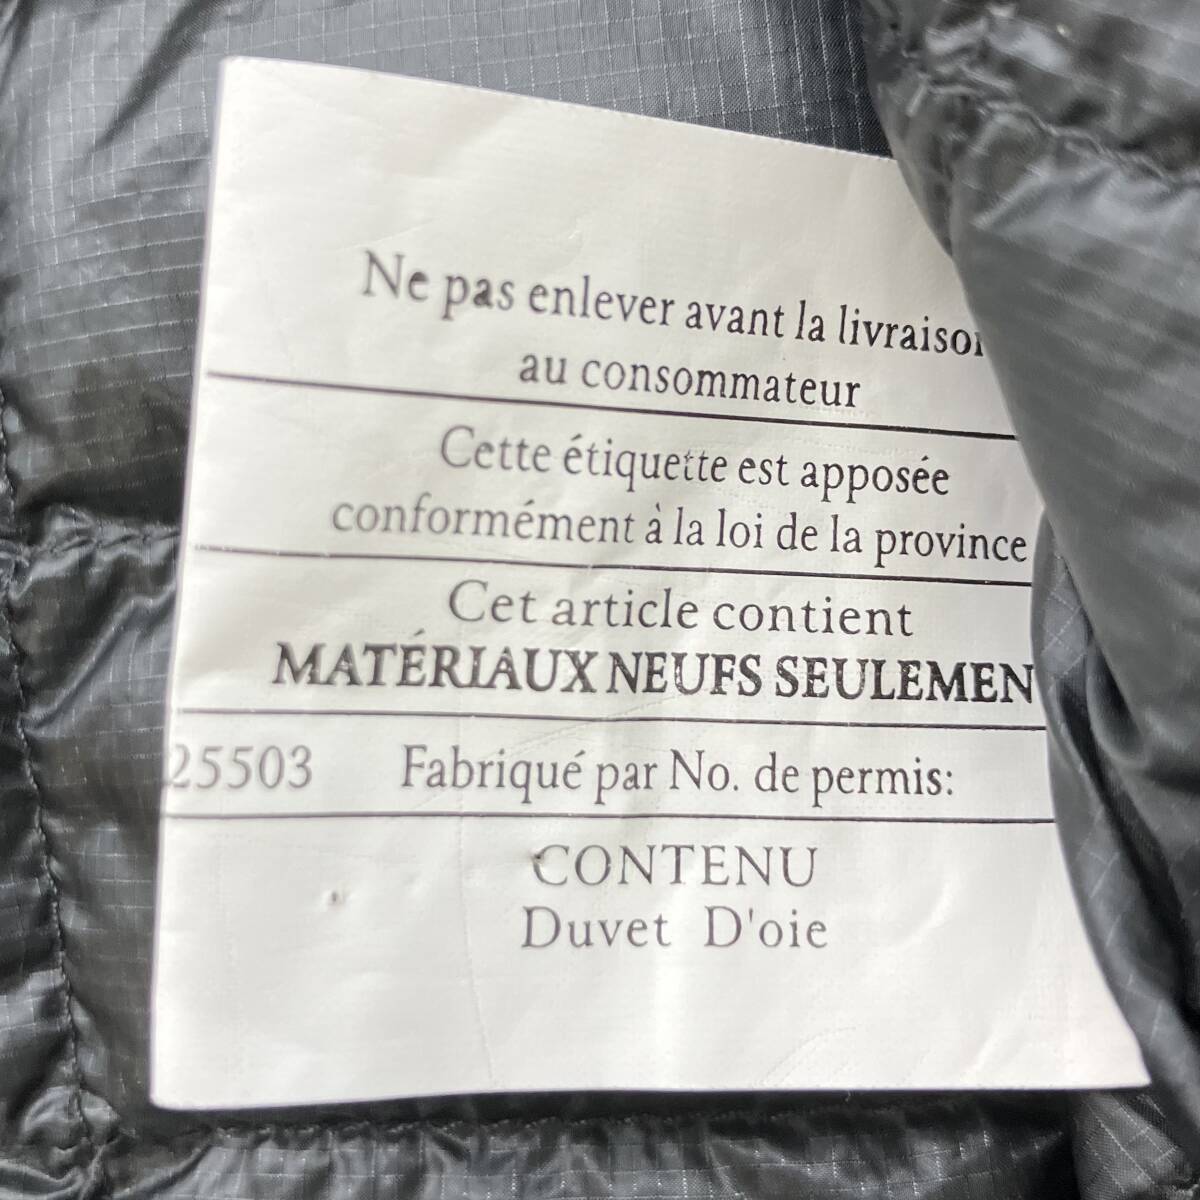 Ne pas enlever avant la livraison
au consommateur
Cette étiquette est apposée
conformément à la loi de la province
Cet article contient
MATÉRIAUX NEUFS SEULEMEN
25503 Fabriqué par No. de permis:
CONTENU
Duvet D'oie